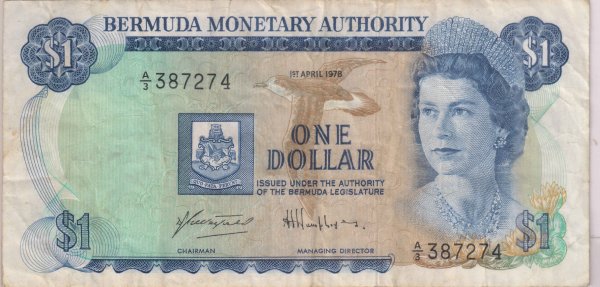 BERMUDA MONETARY AUTHORITY
$1
$1
A/3 387274
1ST APRIL 1978
ONE
DOLLAR
ISSUED UNDER THE AUTHORITY
OF THE BERMUDA LEGISLATURE
CHAIRMAN
MANAGING DIRECTOR
A/3 387274
$1